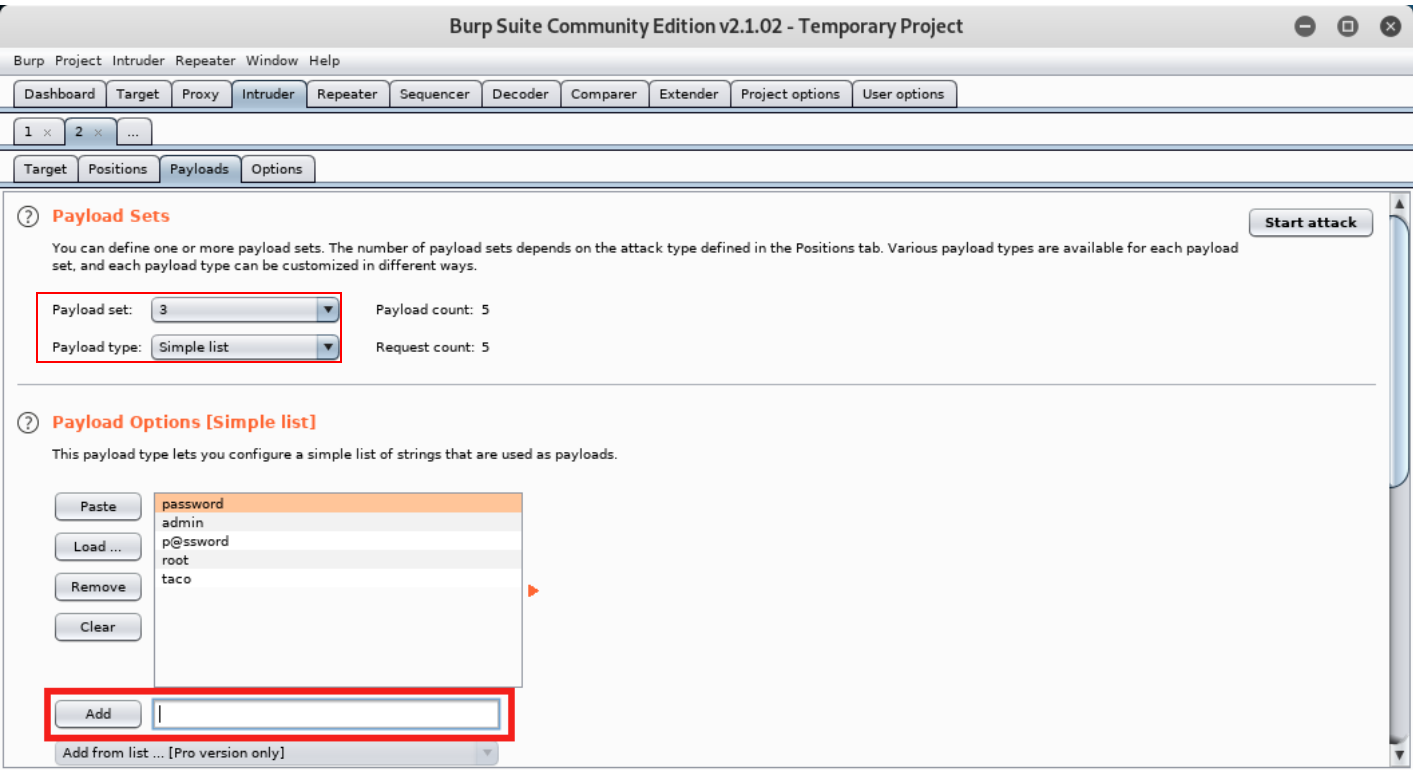 Burp Suite Community Edition v2.1.02 - Temporary Project
Burp Project Intruder Repeater Window Help
Dashboard Target Proxy Intruder Repeater Sequencer Decoder Comparer Extender Project options User options
1 × 2 × ...
Target Positions Payloads Options
? Payload Sets
Start attack
You can define one or more payload sets. The number of payload sets depends on the attack type defined in the Positions tab. Various payload types are available for each payload
set, and each payload type can be customized in different ways.
Payload set: 3 Payload count: 5
Payload type: Simple list Request count: 5
? Payload Options [Simple list]
This payload type lets you configure a simple list of strings that are used as payloads.
Paste
Load ...
Remove
Clear
password
admin
p@ssword
root
taco
Add
Add from list ... [Pro version only]